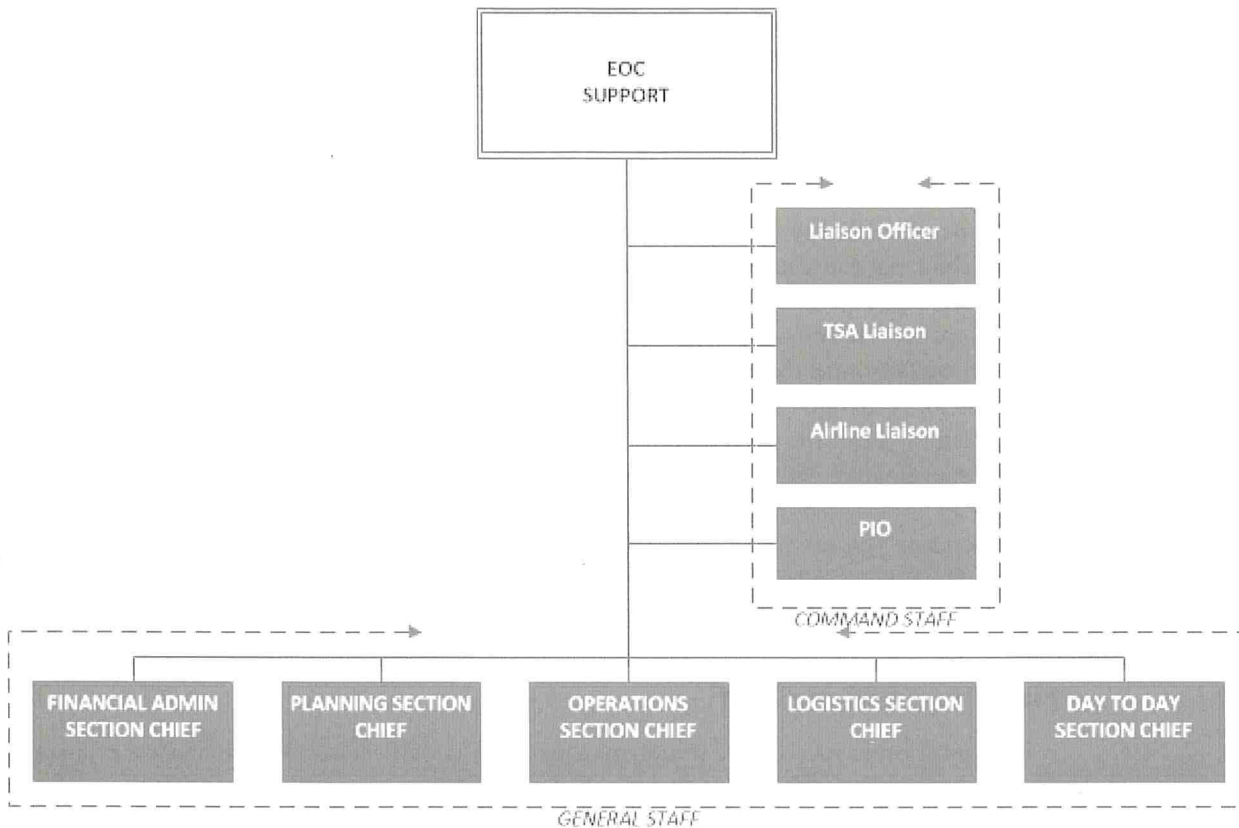 EOC
SUPPORT
Liaison Officer
TSA Liaison
Airline Liaison
PIO
COMMAND STAFF
FINANCIAL ADMIN
SECTION CHIEF
PLANNING SECTION
CHIEF
OPERATIONS
SECTION CHIEF
LOGISTICS SECTION
CHIEF
DAY TO DAY
SECTION CHIEF
GENERAL STAFF